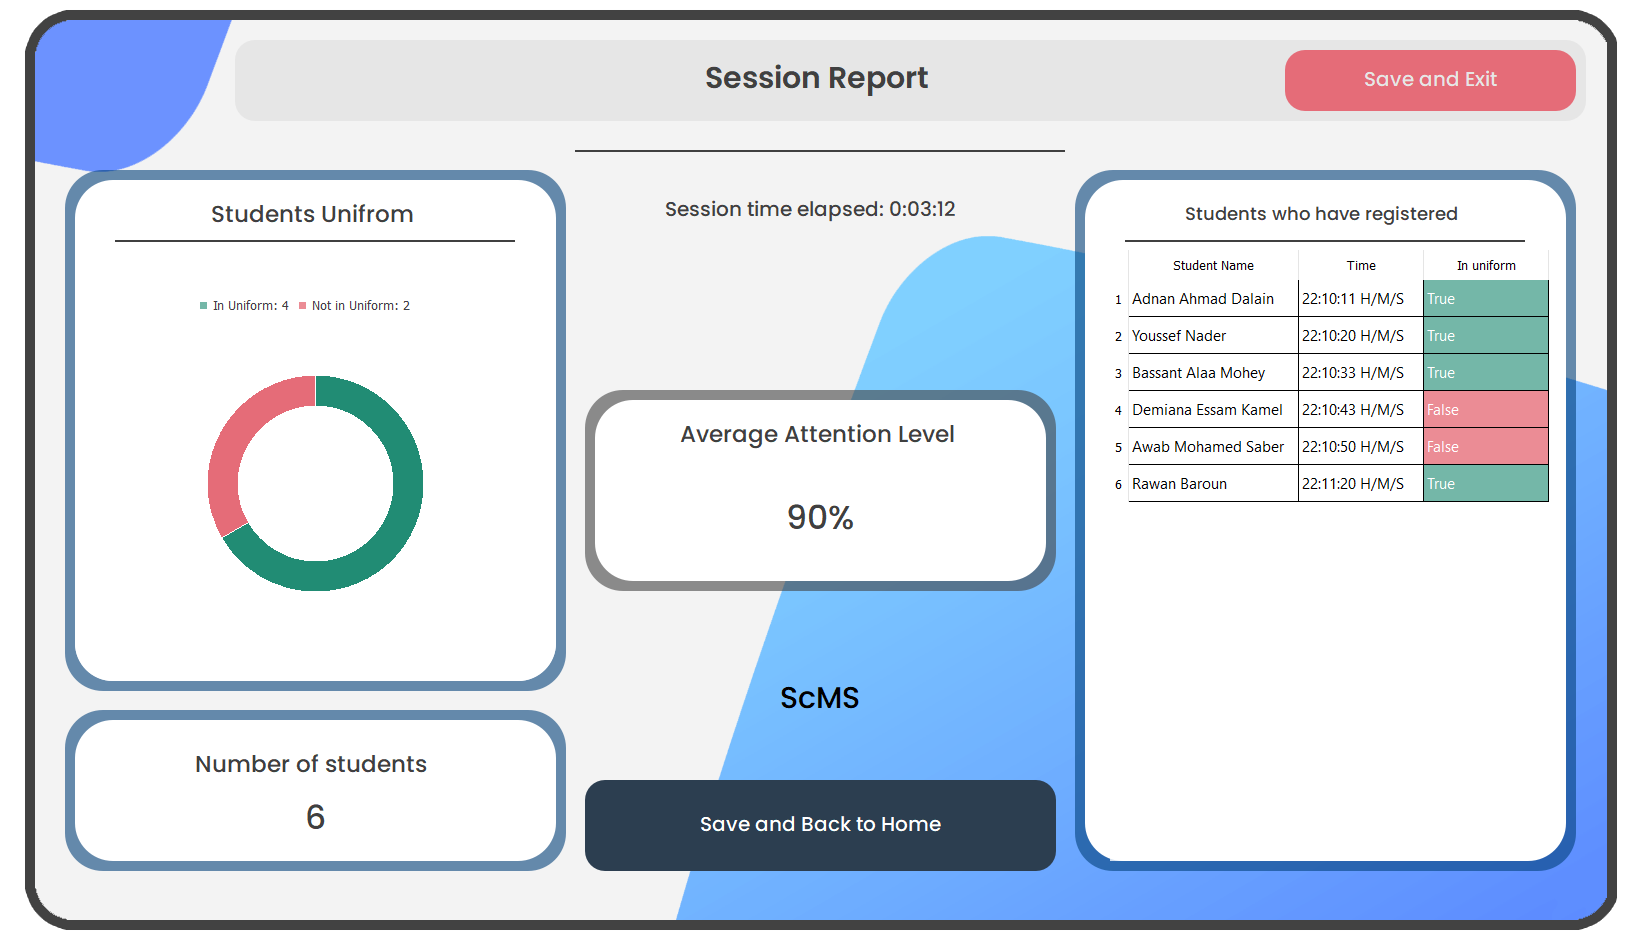 Session Report
Save and Exit
Students Unifrom
In Uniform: 4 Not in Uniform: 2
Number of students
6
Session time elapsed: 0:03:12
Average Attention Level
90%
ScMS
Save and Back to Home
Students who have registered
Student Name Time In uniform
1 Adnan Ahmad Dalain 22:10:11 H/M/S True
2 Youssef Nader 22:10:20 H/M/S True
3 Bassant Alaa Mohey 22:10:33 H/M/S True
4 Demiana Essam Kamel 22:10:43 H/M/S False
5 Awab Mohamed Saber 22:10:50 H/M/S False
6 Rawan Baroun 22:11:20 H/M/S True